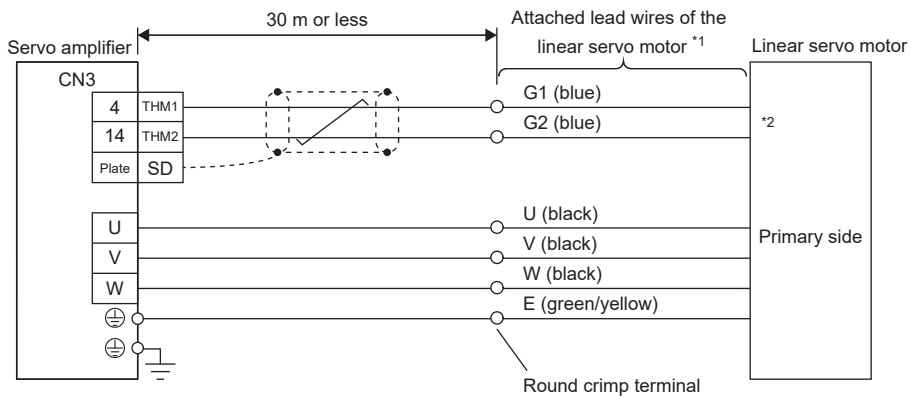 30 m or less
Attached lead wires of the
linear servo motor *1
Servo amplifier
Linear servo motor
CN3
4 THM1
G1 (blue)
14 THM2
G2 (blue)
*2
Plate SD
U
U (black)
V
V (black)
Primary side
W
W (black)
E (green/yellow)
Round crimp terminal